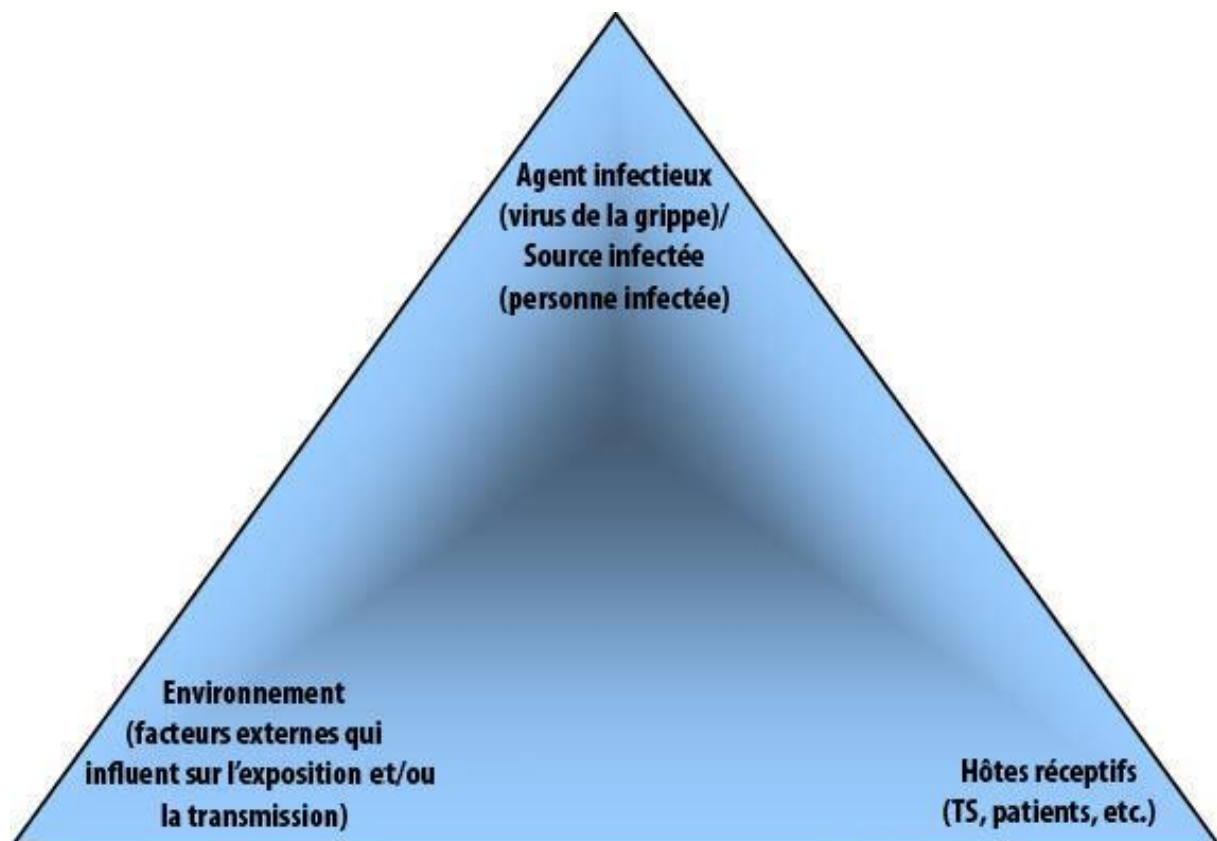 Agent infectieux
(virus de la grippe)/
Source infectée
(personne infectée)
Environnement
(facteurs externes qui
influent sur l'exposition et/ou
la transmission)
Hôtes réceptifs
(TS, patients, etc.)